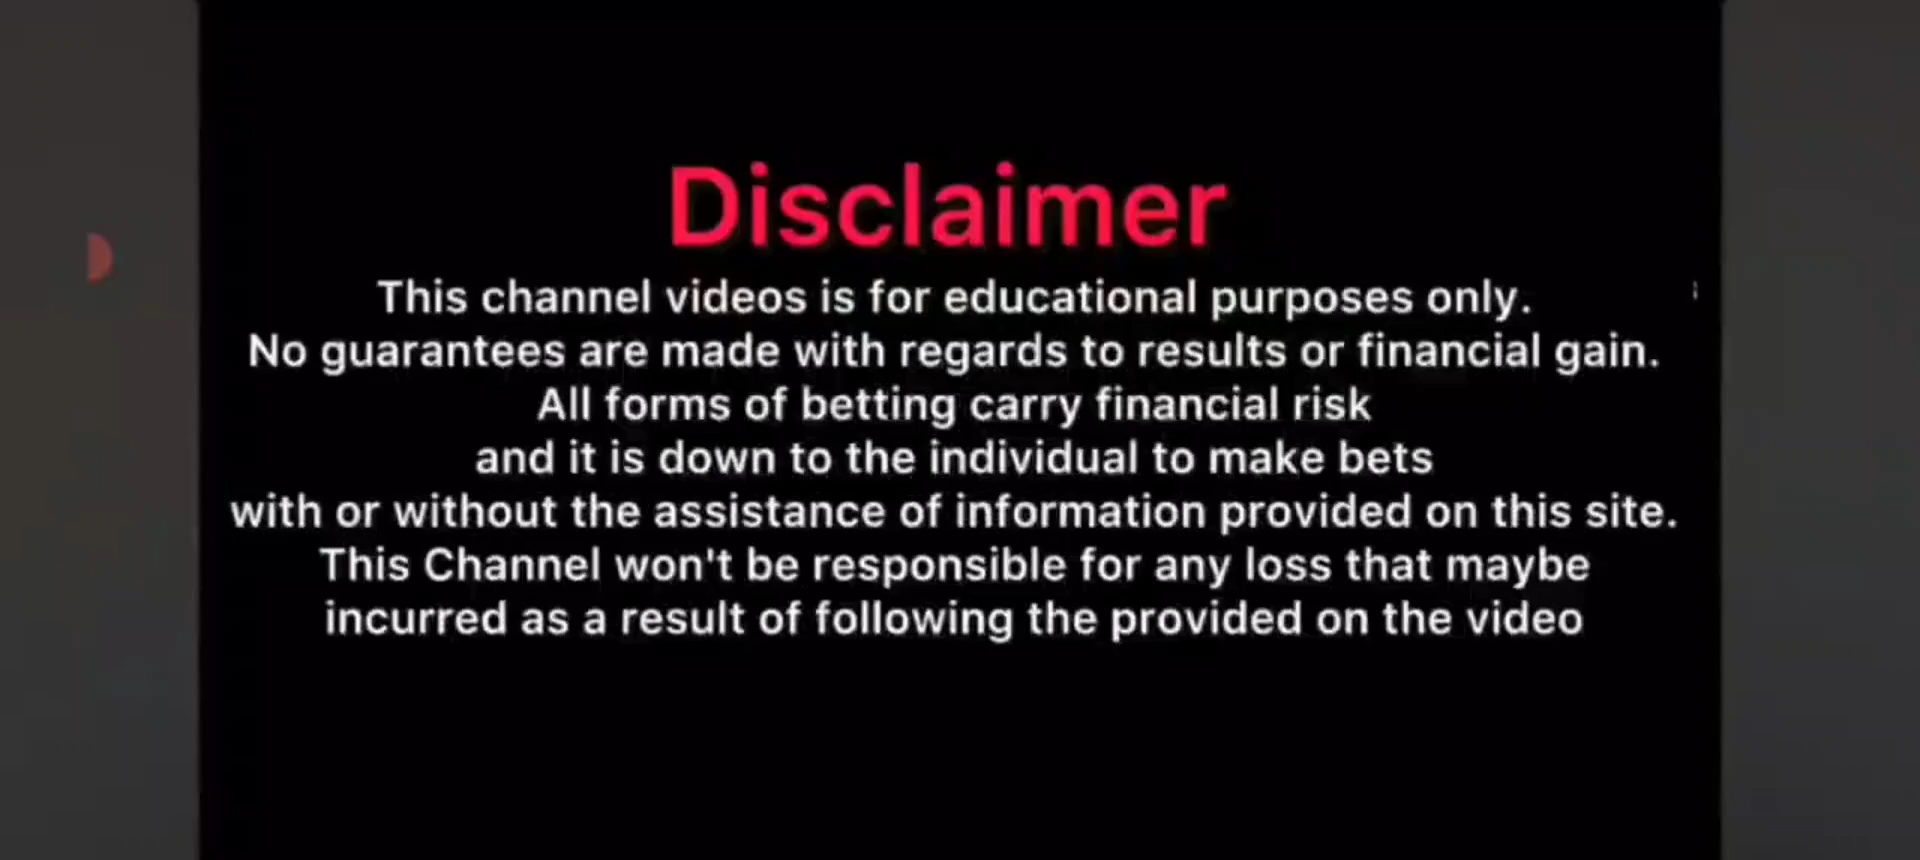 Disclaimer
This channel videos is for educational purposes only.
No guarantees are made with regards to results or financial gain.
All forms of betting carry financial risk
and it is down to the individual to make bets
with or without the assistance of information provided on this site.
This Channel won't be responsible for any loss that maybe
incurred as a result of following the provided on the video